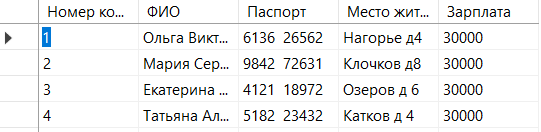 Номер ко... ФИО Паспорт Место жит... Зарплата
1 Ольга Викт... 6136 26562 Нагорье д4 30000
2 Мария Сер... 9842 72631 Клочков д8 30000
3 Екатерина ... 4121 18972 Озеров д 6 30000
4 Татьяна Ал... 5182 23432 Катков д 4 30000